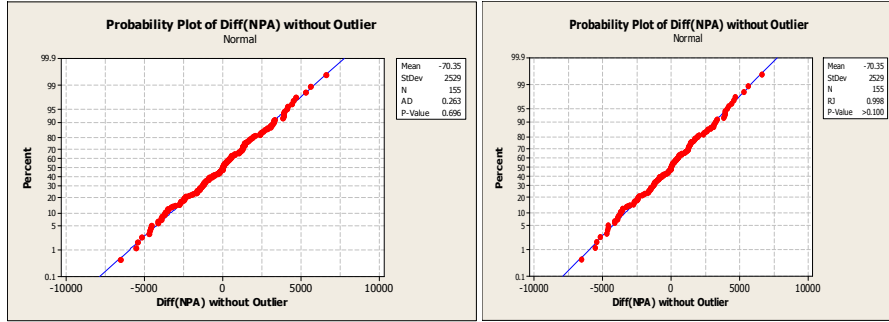 Probability Plot of Diff(NPA) without Outlier
Normal
99.9
99
95
90
80
70
60
50
40
30
20
10
5
1
0.1
Percent
-10000 -5000 0 5000 10000
Diff(NPA) without Outlier
Mean -70.35
StDev 2529
N 155
AD 0.263
P-Value 0.696
Probability Plot of Diff(NPA) without Outlier
Normal
99.9
99
95
90
80
70
60
50
40
30
20
10
5
1
0.1
Percent
-10000 -5000 0 5000 10000
Diff(NPA) without Outlier
Mean -70.35
StDev 2529
N 155
RJ 0.998
P-Value >0.100